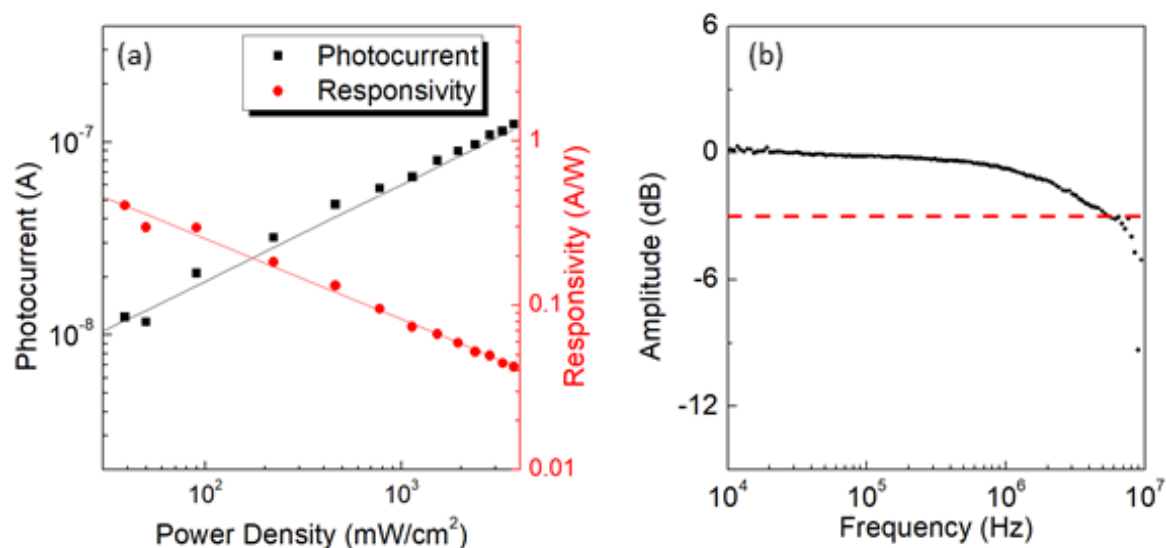 (a)
Photocurrent
Responsivity
10⁻⁷
10⁻⁸
Photocurrent (A)
1
0.1
0.01
Responsivity (A/W)
10²
10³
Power Density (mW/cm²)
(b)
6
0
-6
-12
Amplitude (dB)
10⁴
10⁵
10⁶
10⁷
Frequency (Hz)